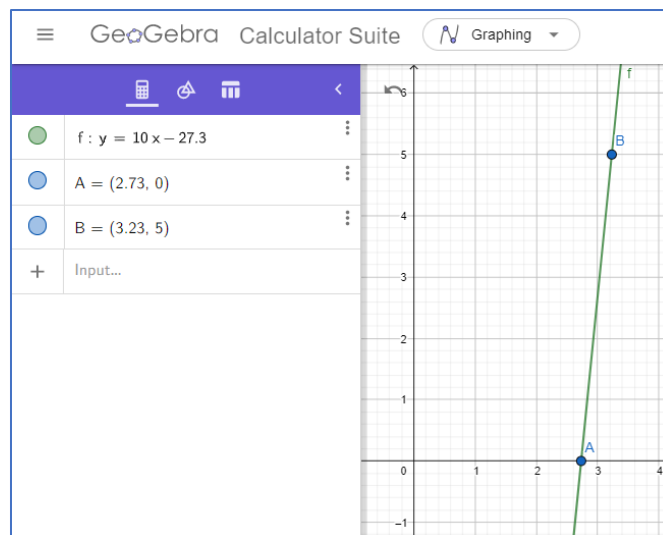 GeoGebra Calculator Suite Graphing
f : y = 10 x – 27.3
A = (2.73, 0)
B = (3.23, 5)
+ Input...
f
6
B
5
4
3
2
1
A
0 1 2 3 4
–1